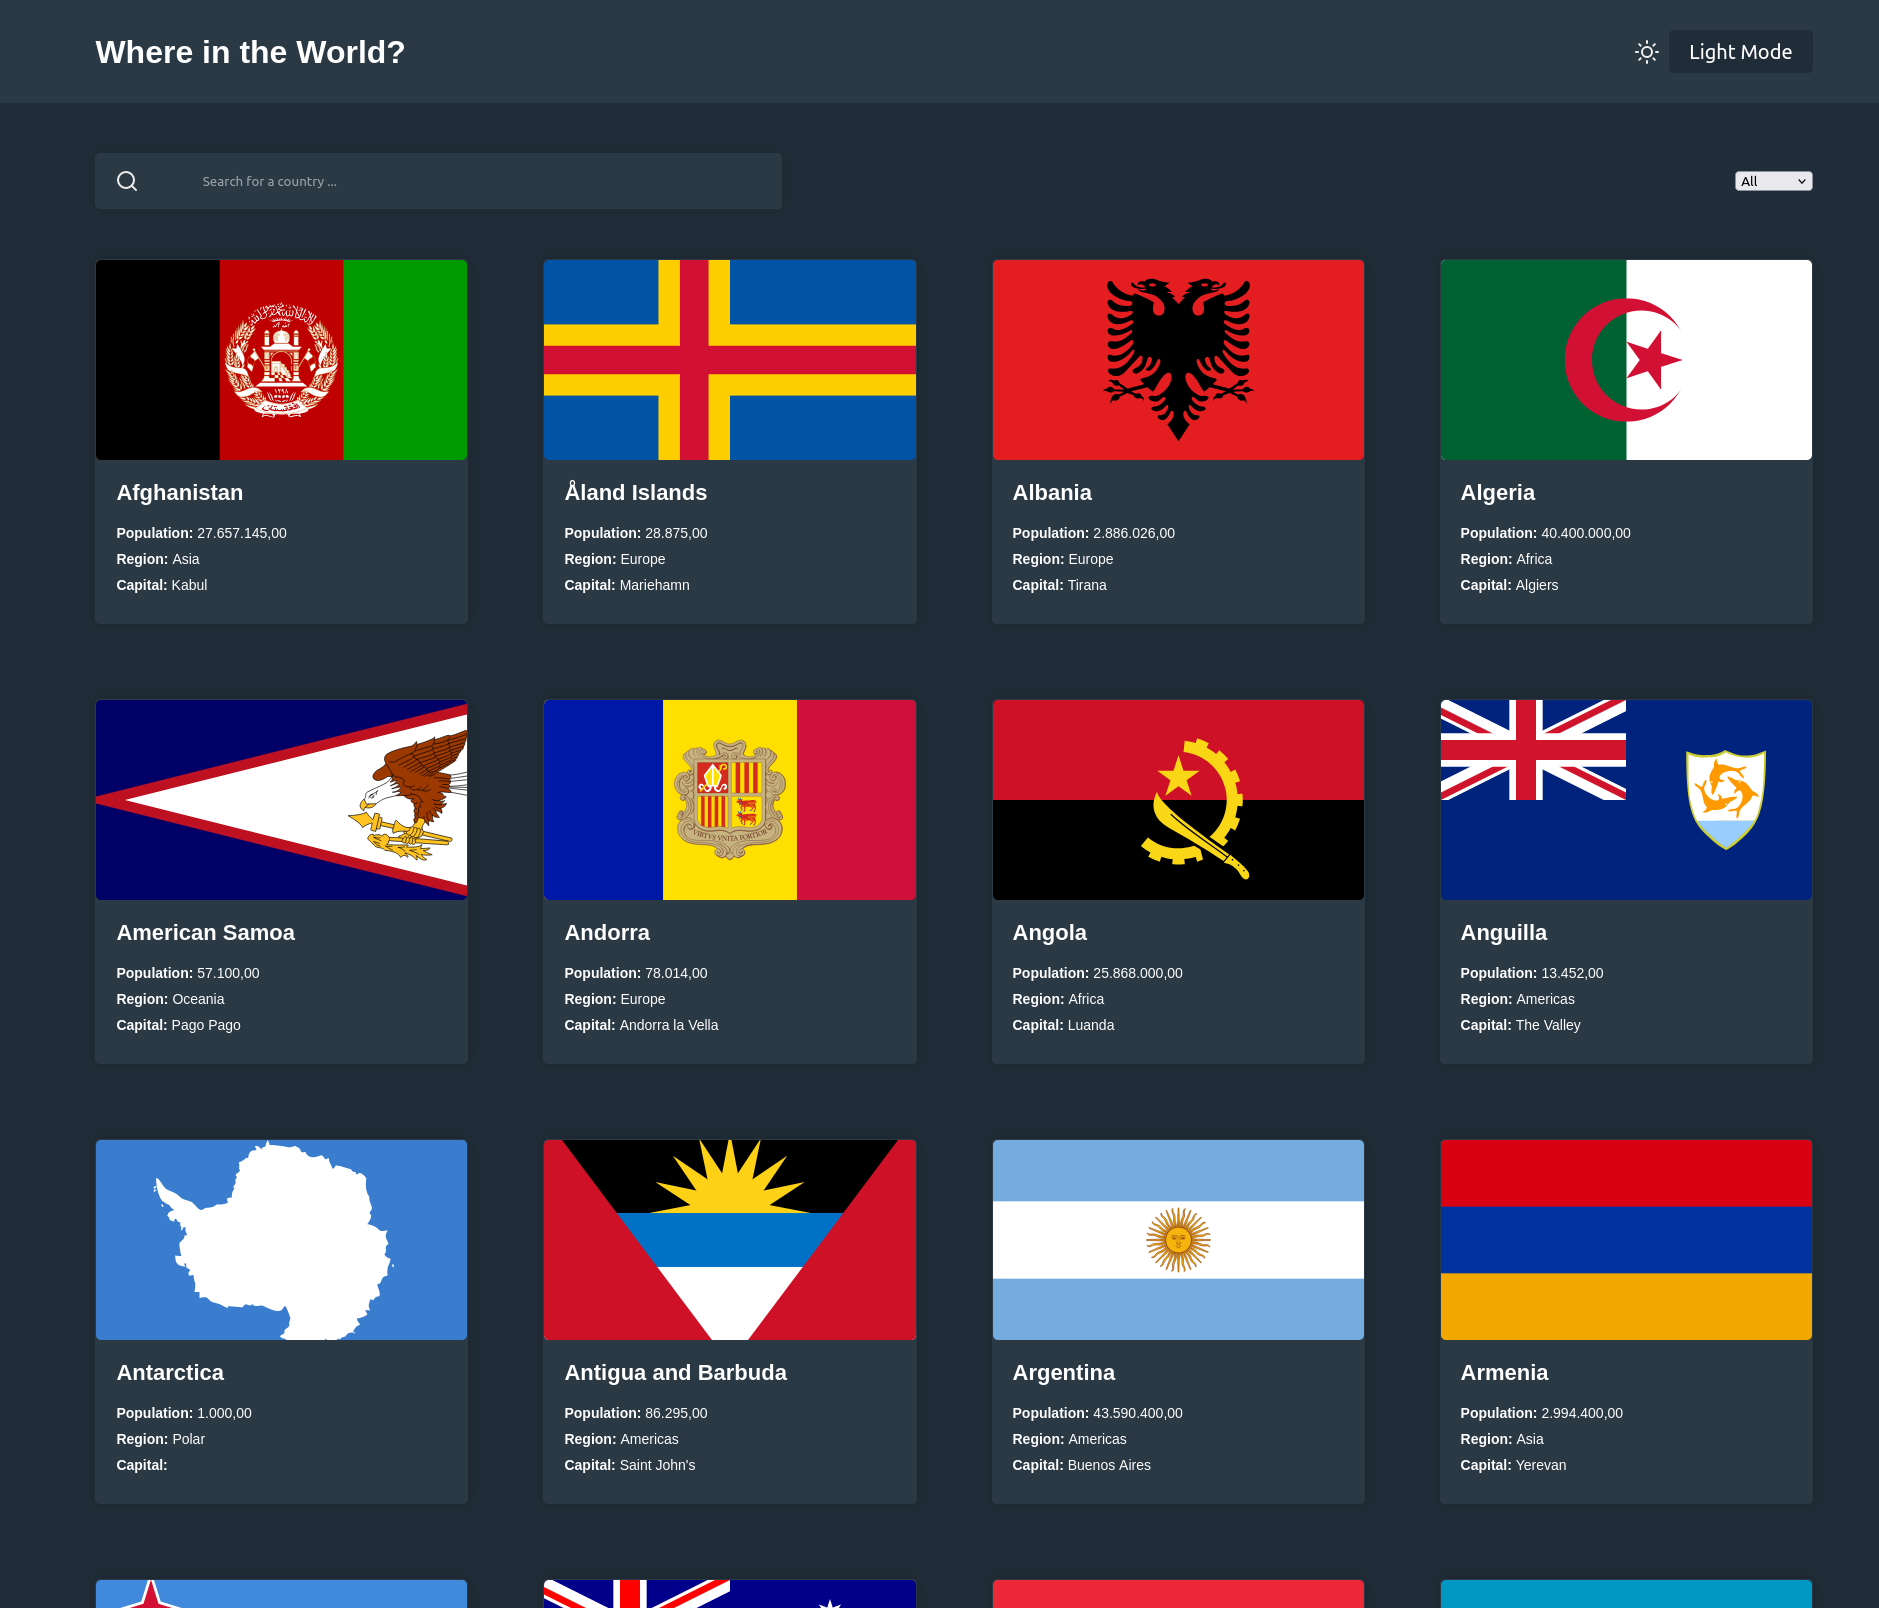 Where in the World?
Light Mode
Search for a country ...
All
Afghanistan
Population: 27.657.145,00
Region: Asia
Capital: Kabul
Åland Islands
Population: 28.875,00
Region: Europe
Capital: Mariehamn
Albania
Population: 2.886.026,00
Region: Europe
Capital: Tirana
Algeria
Population: 40.400.000,00
Region: Africa
Capital: Algiers
American Samoa
Population: 57.100,00
Region: Oceania
Capital: Pago Pago
VIRTVS VNITA FORTIOR
Andorra
Population: 78.014,00
Region: Europe
Capital: Andorra la Vella
Angola
Population: 25.868.000,00
Region: Africa
Capital: Luanda
Anguilla
Population: 13.452,00
Region: Americas
Capital: The Valley
Antarctica
Population: 1.000,00
Region: Polar
Capital:
Antigua and Barbuda
Population: 86.295,00
Region: Americas
Capital: Saint John's
Argentina
Population: 43.590.400,00
Region: Americas
Capital: Buenos Aires
Armenia
Population: 2.994.400,00
Region: Asia
Capital: Yerevan